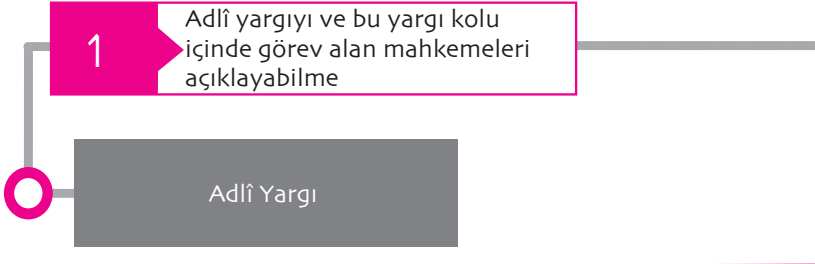 1
Adlî yargıyı ve bu yargı kolu
içinde görev alan mahkemeleri
açıklayabilme
Adlî Yargı